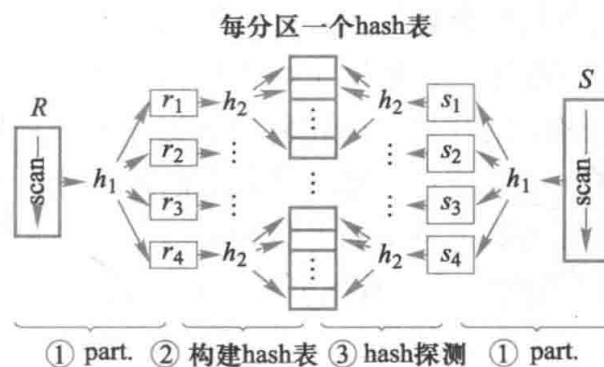 每分区一个hash表
R
S
scan
h1
r1
r2
r3
r4
h2
⋮
⋮
h2
⋮
⋮
⋮
h2
⋮
⋮
h2
s1
s2
s3
s4
h1
scan
① part. ② 构建hash表 ③ hash探测 ① part.